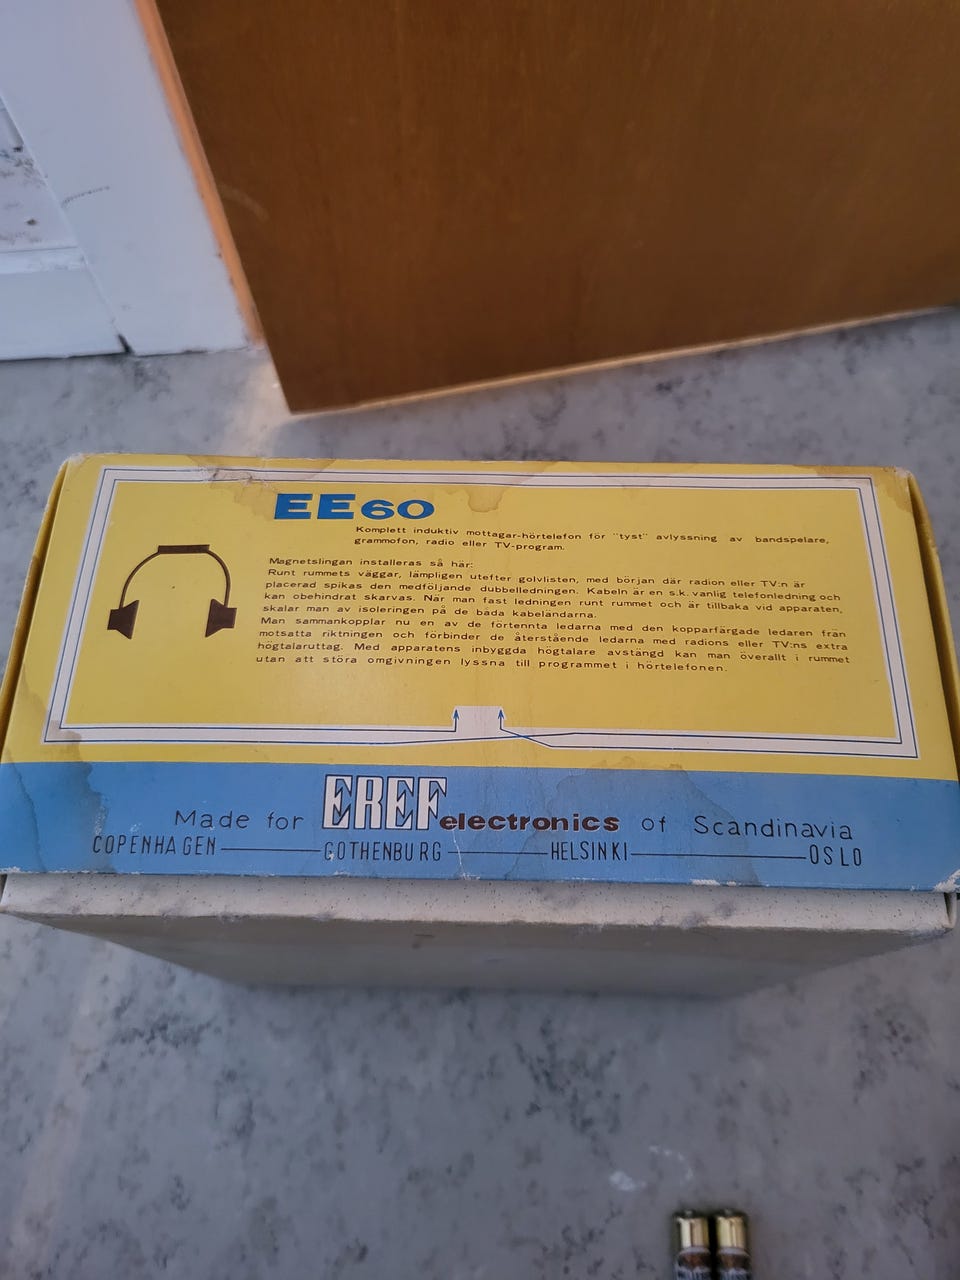 EE60
Komplett induktiv mottagar-hörtelefon för "tyst" avlyssning av bandspelare,
grammofon, radio eller TV-program.
Magnetslingan installeras så här:
Runt rummets väggar, lämpligen utefter golvlisten, med början där radion eller TV:n är
placerad spikas den medföljande dubbelledningen. Kabeln är en s.k. vanlig telefonledning och
kan obehindrat skarvas. När man fast ledningen runt rummet och är tillbaka vid apparaten,
skalar man av isoleringen på de båda kabeländarna.
Man sammankopplar nu en av de förtennta ledarna med den kopparfärgade ledaren från
motsatta riktningen och förbinder de återstående ledarna med radions eller TV:ns extra
högtalaruttag. Med apparatens inbyggda högtalare avstängd kan man överallt i rummet
utan att störa omgivningen lyssna till programmet i hörtelefonen.
Made for EREF electronics of Scandinavia
COPENHAGEN GOTHENBURG HELSINKI OSLO